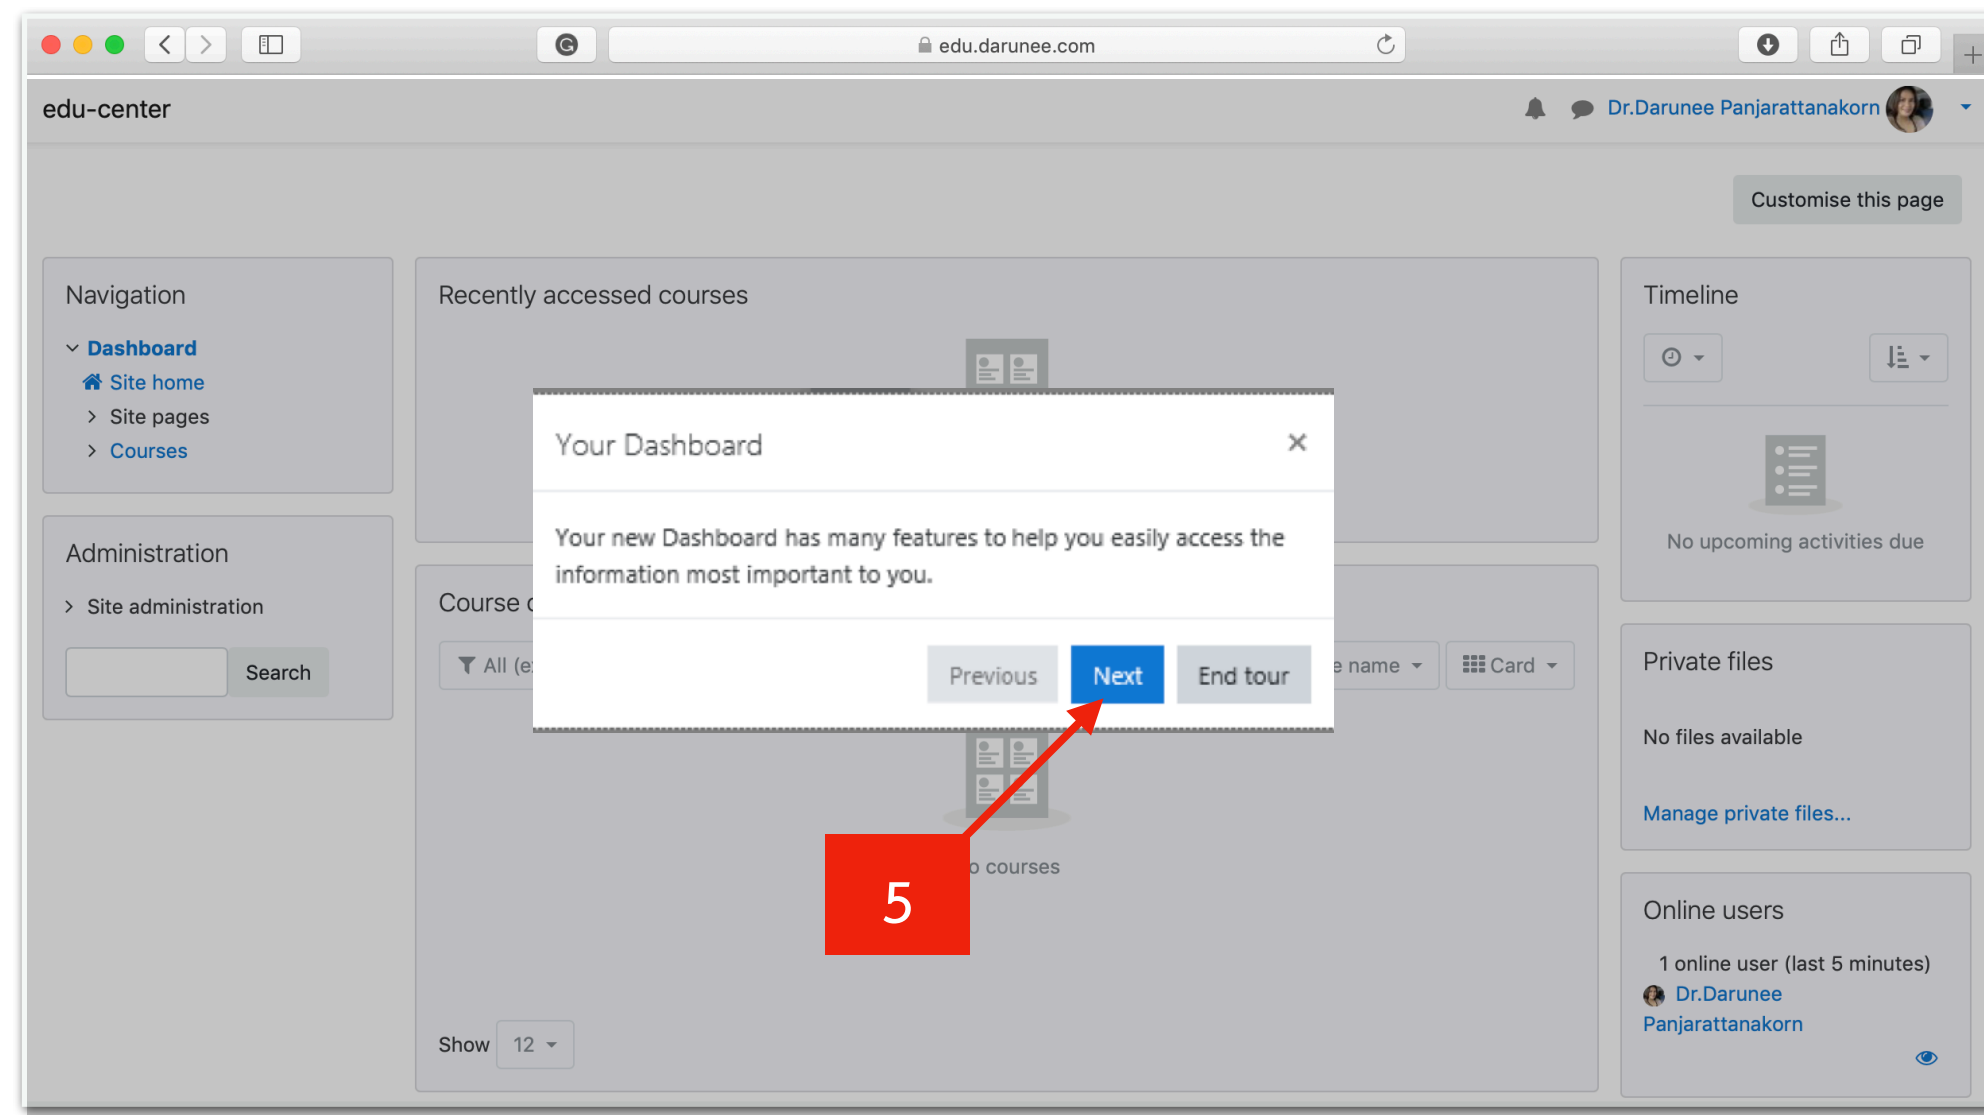 edu.darunee.com
edu-center
Dr.Darunee Panjarattanakorn
Customise this page
Navigation
Dashboard
Site home
Site pages
Courses
Administration
Site administration
Search
Recently accessed courses
Your Dashboard
Your new Dashboard has many features to help you easily access the
information most important to you.
Previous Next End tour
Course
All
name
Card
courses
5
Show 12
Timeline
No upcoming activities due
Private files
No files available
Manage private files...
Online users
1 online user (last 5 minutes)
Dr.Darunee
Panjarattanakorn